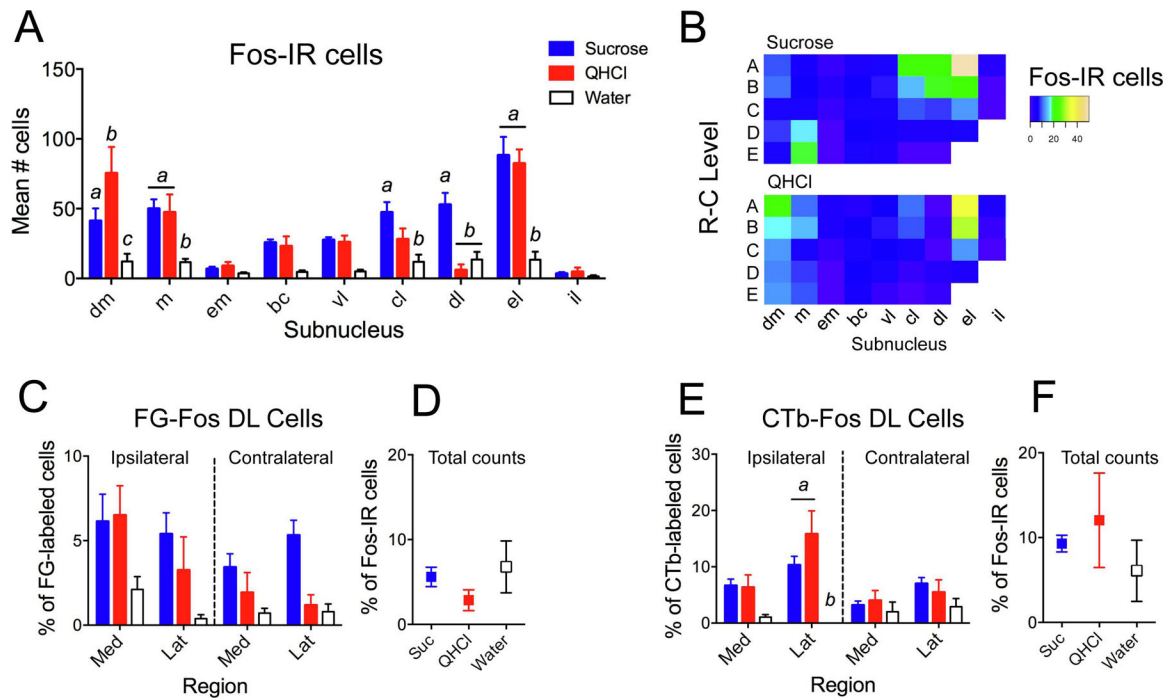 A
Fos-IR cells
Sucrose
QHCl
Water
Mean # cells
150
100
50
0
a
b
c
a
b
a
b
a
b
a
b
dm
m
em
bc
vl
cl
dl
el
il
Subnucleus
B
Sucrose
A
B
C
D
E
Fos-IR cells
0 20 40
R-C Level
QHCl
A
B
C
D
E
dm
m
em
bc
vl
cl
dl
el
il
Subnucleus
C
FG-Fos DL Cells
Ipsilateral
Contralateral
% of FG-labeled cells
10
5
0
Med
Lat
Med
Lat
Region
D
Total counts
% of Fos-IR cells
20
10
0
Suc
QHCl
Water
E
CTb-Fos DL Cells
Ipsilateral
Contralateral
% of CTb-labeled cells
30
20
10
0
a
b
Med
Lat
Med
Lat
Region
F
Total counts
% of Fos-IR cells
20
10
0
Suc
QHCl
Water